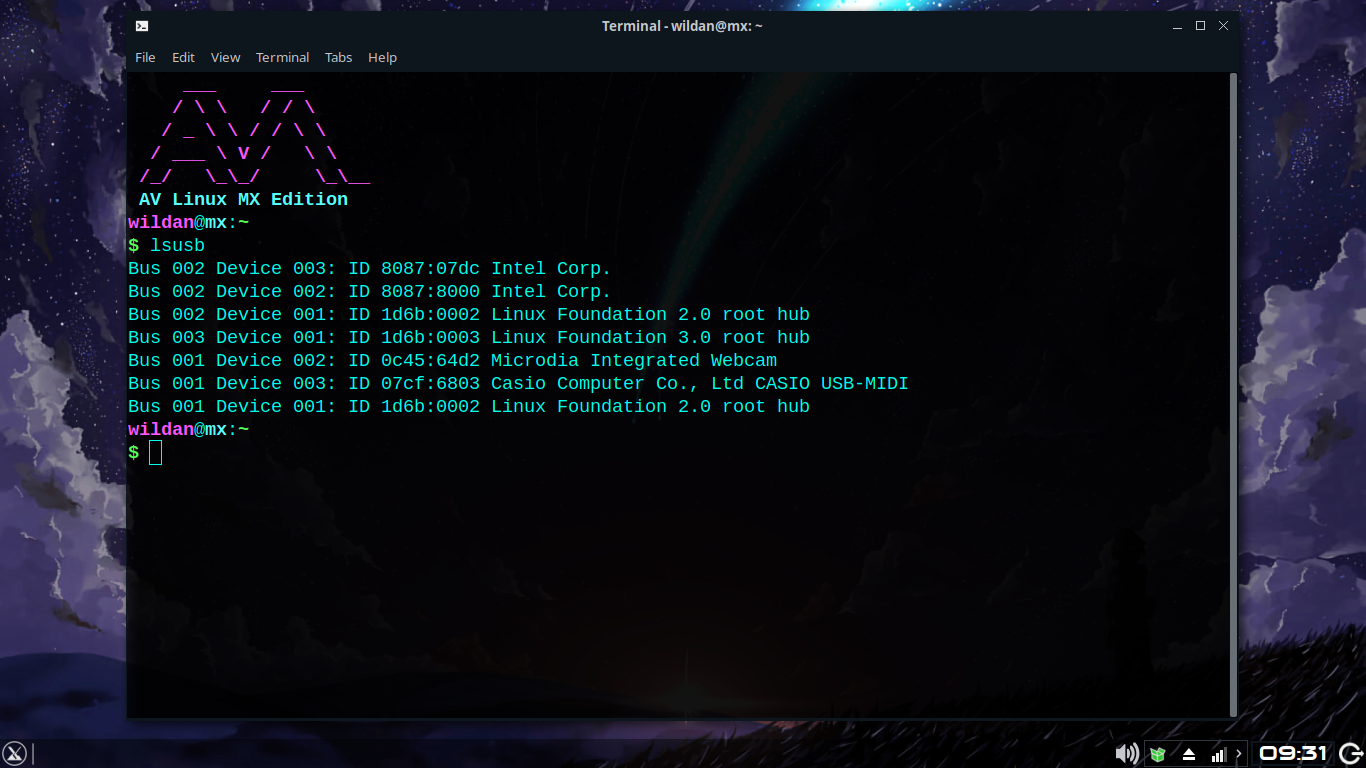 Terminal - wildan@mx: ~
File Edit View Terminal Tabs Help
      ___     ___
    / \ \   / / \
   / _ \ \ / / \ \
  / ___ \ V /   \ \
 /_/   \_\_/     \_\__
AV Linux MX Edition
wildan@mx:~
$ lsusb
Bus 002 Device 003: ID 8087:07dc Intel Corp.
Bus 002 Device 002: ID 8087:8000 Intel Corp.
Bus 002 Device 001: ID 1d6b:0002 Linux Foundation 2.0 root hub
Bus 003 Device 001: ID 1d6b:0003 Linux Foundation 3.0 root hub
Bus 001 Device 002: ID 0c45:64d2 Microdia Integrated Webcam
Bus 001 Device 003: ID 07cf:6803 Casio Computer Co., Ltd CASIO USB-MIDI
Bus 001 Device 001: ID 1d6b:0002 Linux Foundation 2.0 root hub
wildan@mx:~
$
09:31